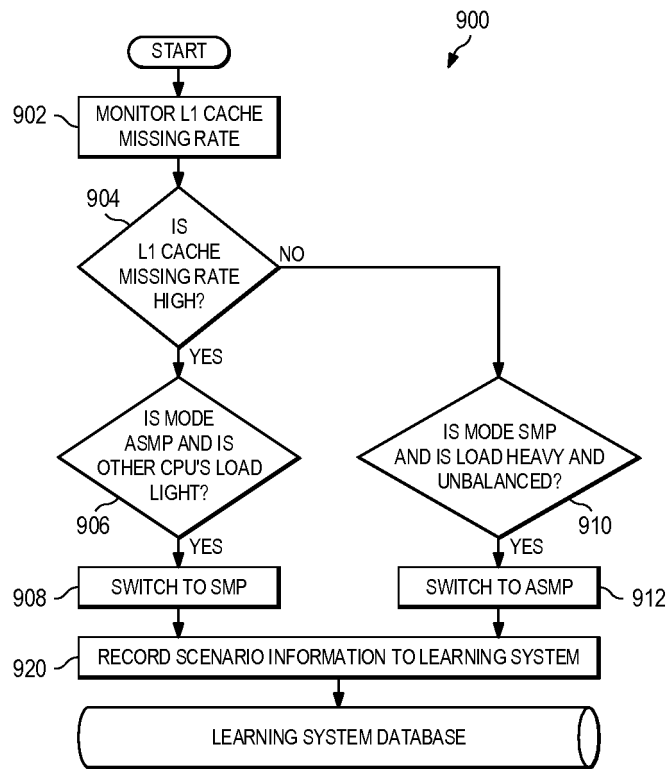 900
START
902
MONITOR L1 CACHE
MISSING RATE
904
IS
L1 CACHE
MISSING RATE
HIGH?
NO
YES
IS MODE
ASMP AND IS
OTHER CPU'S LOAD
LIGHT?
906
YES
IS MODE SMP
AND IS LOAD HEAVY AND
UNBALANCED?
910
YES
908
SWITCH TO SMP
SWITCH TO ASMP
912
920
RECORD SCENARIO INFORMATION TO LEARNING SYSTEM
LEARNING SYSTEM DATABASE